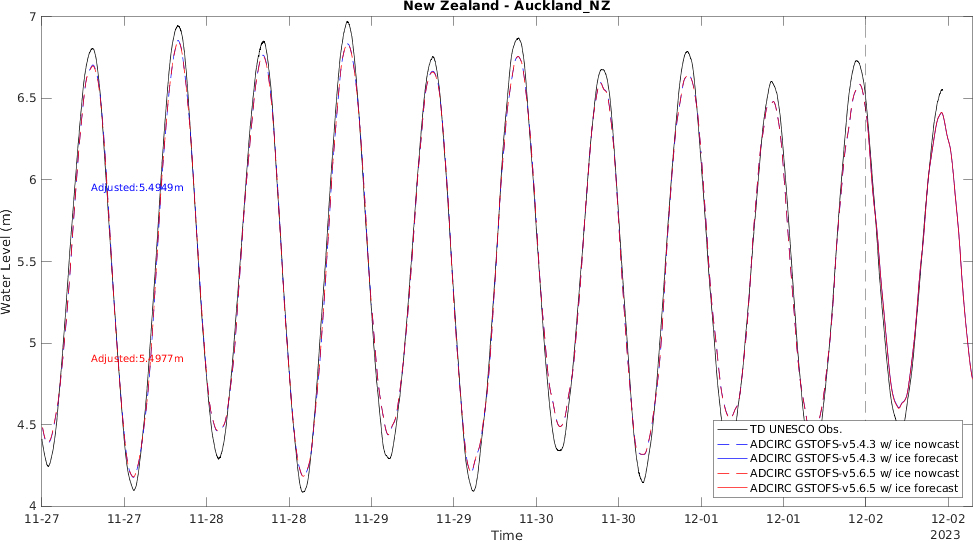 New Zealand - Auckland_NZ
7
6.5
6
5.5
5
4.5
4
Water Level (m)
Adjusted:5.4949m
Adjusted:5.4977m
TD UNESCO Obs.
ADCIRC GSTOFS-v5.4.3 w/ ice nowcast
ADCIRC GSTOFS-v5.4.3 w/ ice forecast
ADCIRC GSTOFS-v5.6.5 w/ ice nowcast
ADCIRC GSTOFS-v5.6.5 w/ ice forecast
11-27 11-27 11-28 11-28 11-29 11-29 11-30 11-30 12-01 12-01 12-02 12-02
2023
Time